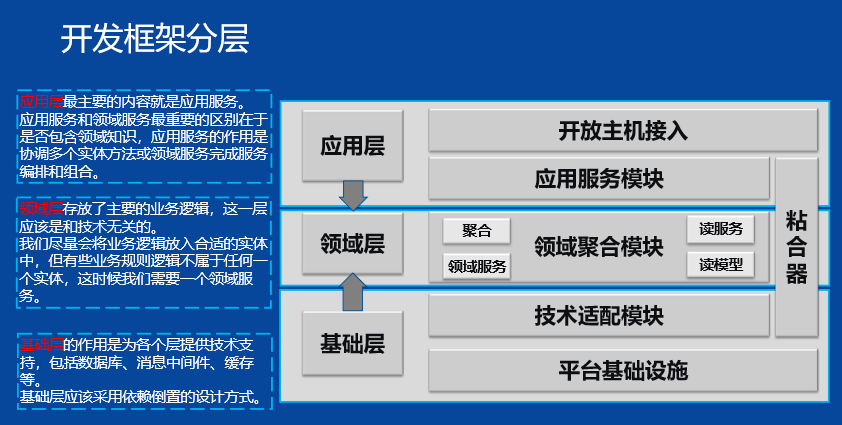 开发框架分层
应用层最主要的内容就是应用服务。
应用服务和领域服务最重要的区别在于
是否包含领域知识，应用服务的作用是
协调多个实体方法或领域服务完成服务
编排和组合。
领域层存放了主要的业务逻辑，这一层
应该是和技术无关的。
我们尽量会将业务逻辑放入合适的实体
中，但有些业务规则逻辑不属于任何一
个实体，这时候我们需要一个领域服
务。
基础层的作用是为各个层提供技术支
持，包括数据库、消息中间件、缓存
等。
基础层应该采用依赖倒置的设计方式。
应用层
开放主机接入
应用服务模块
领域层
聚合
领域服务
领域聚合模块
读服务
读模型
粘合器
基础层
技术适配模块
平台基础设施